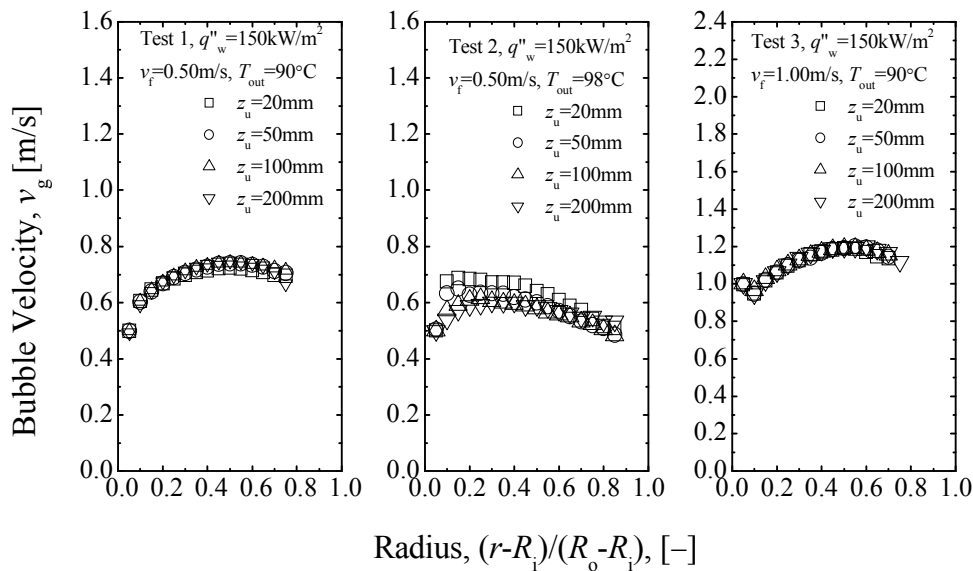 Bubble Velocity, v_g [m/s]
1.6
1.4
1.2
1.0
0.8
0.6
0.4
0.2
0.0
0.0 0.2 0.4 0.6 0.8 1.0
Test 1, q"_w=150kW/m²
v_f=0.50m/s, T_out=90°C
z_u=20mm
z_u=50mm
z_u=100mm
z_u=200mm
1.6
1.4
1.2
1.0
0.8
0.6
0.4
0.2
0.0
0.0 0.2 0.4 0.6 0.8 1.0
Test 2, q"_w=150kW/m²
v_f=0.50m/s, T_out=98°C
z_u=20mm
z_u=50mm
z_u=100mm
z_u=200mm
2.4
2.2
2.0
1.8
1.6
1.4
1.2
1.0
0.8
0.6
0.4
0.2
0.0
0.0 0.2 0.4 0.6 0.8 1.0
Test 3, q"_w=150kW/m²
v_f=1.00m/s, T_out=90°C
z_u=20mm
z_u=50mm
z_u=100mm
z_u=200mm
Radius, (r-R_i)/(R_o-R_i), [–]